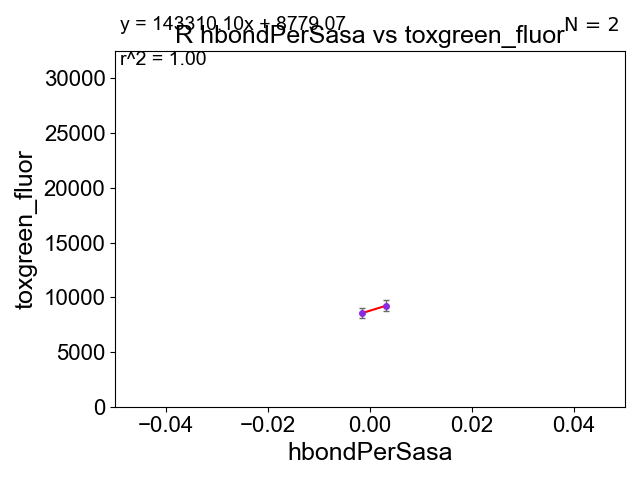 y = 143310.10x + 8779.07
N = 2
R hbondPerSasa vs toxgreen_fluor
r^2 = 1.00
toxgreen_fluor
30000
25000
20000
15000
10000
5000
0
−0.04 −0.02 0.00 0.02 0.04
hbondPerSasa